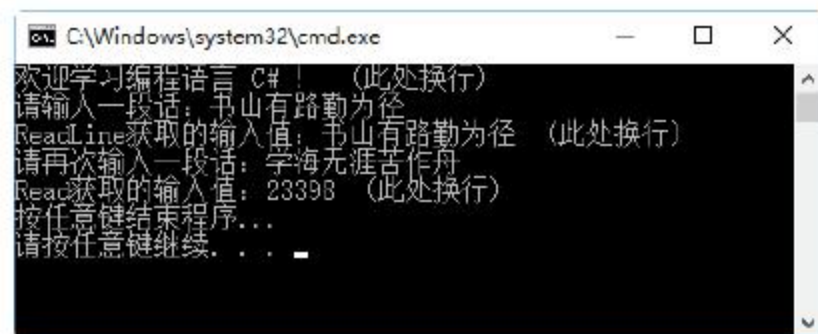 C:\Windows\system32\cmd.exe
欢迎学习编程语言 C# ! (此处换行)
请输入一段话：书山有路勤为径
ReadLine获取的输入值：书山有路勤为径 (此处换行)
请再次输入一段话：学海无涯苦作舟
Read获取的输入值：23398 (此处换行)
按任意键结束程序...
请按任意键继续. . .